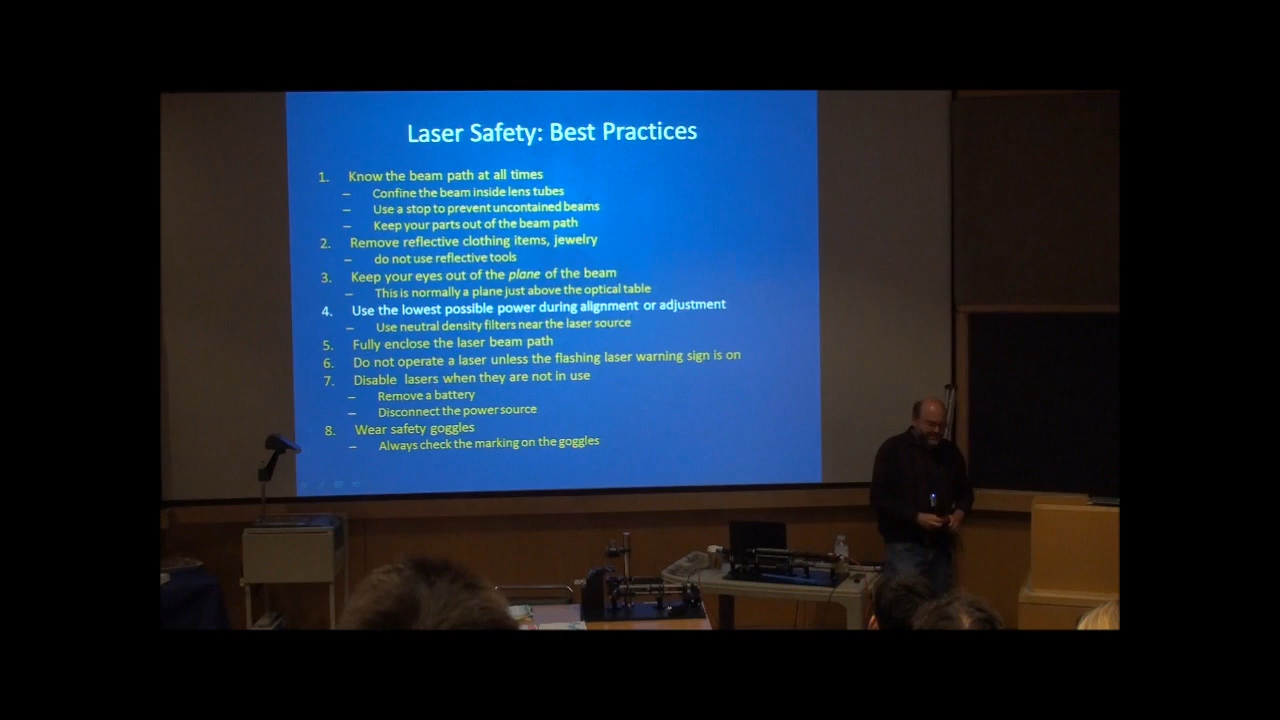 Laser Safety: Best Practices
1. Know the beam path at all times
– Confine the beam inside lens tubes
– Use a stop to prevent uncontained beams
– Keep your parts out of the beam path
2. Remove reflective clothing items, jewelry
– do not use reflective tools
3. Keep your eyes out of the plane of the beam
– This is normally a plane just above the optical table
4. Use the lowest possible power during alignment or adjustment
– Use neutral density filters near the laser source
5. Fully enclose the laser beam path
6. Do not operate a laser unless the flashing laser warning sign is on
7. Disable lasers when they are not in use
– Remove a battery
– Disconnect the power source
8. Wear safety goggles
– Always check the marking on the goggles